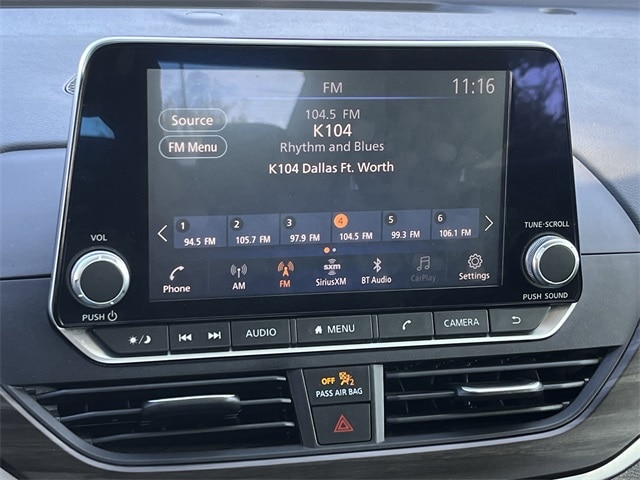 FM 11:16
104.5 FM
Source
K104
Rhythm and Blues
FM Menu
K104 Dallas Ft. Worth
1 2 3 4 5 6
94.5 FM 105.7 FM 97.9 FM 104.5 FM 99.3 FM 106.1 FM
sxm
Phone AM FM SiriusXM BT Audio CarPlay Settings
VOL
PUSH
TUNE·SCROLL
PUSH SOUND
AUDIO MENU CAMERA
OFF 2
PASS AIR BAG